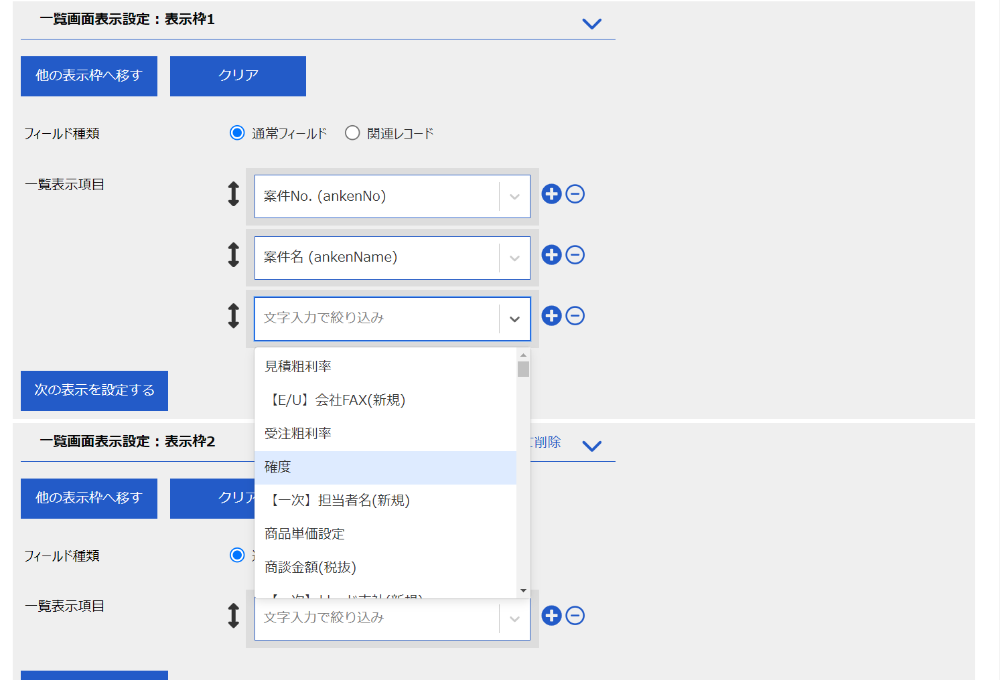 一覧画面表示設定：表示枠1
他の表示枠へ移す
クリア
フィールド種類
通常フィールド
関連レコード
一覧表示項目
案件No. (ankenNo)
案件名 (ankenName)
文字入力で絞り込み
見積粗利率
【E/U】会社FAX(新規)
受注粗利率
確度
【一次】担当者名(新規)
商品単価設定
商談金額(税抜)
次の表示を設定する
一覧画面表示設定：表示枠2
削除
他の表示枠へ移す
クリア
フィールド種類
一覧表示項目
文字入力で絞り込み